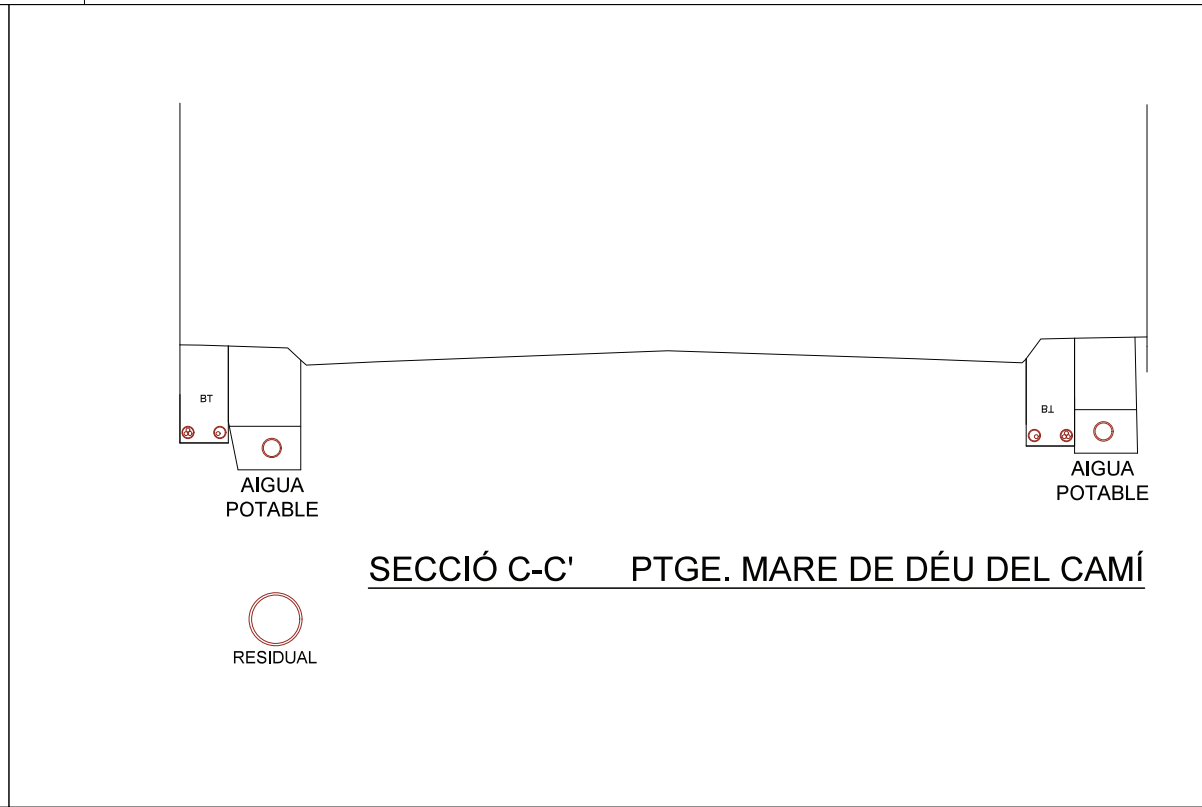 BT
BT
AIGUA
POTABLE
AIGUA
POTABLE
SECCIÓ C-C' PTGE. MARE DE DÉU DEL CAMÍ
RESIDUAL